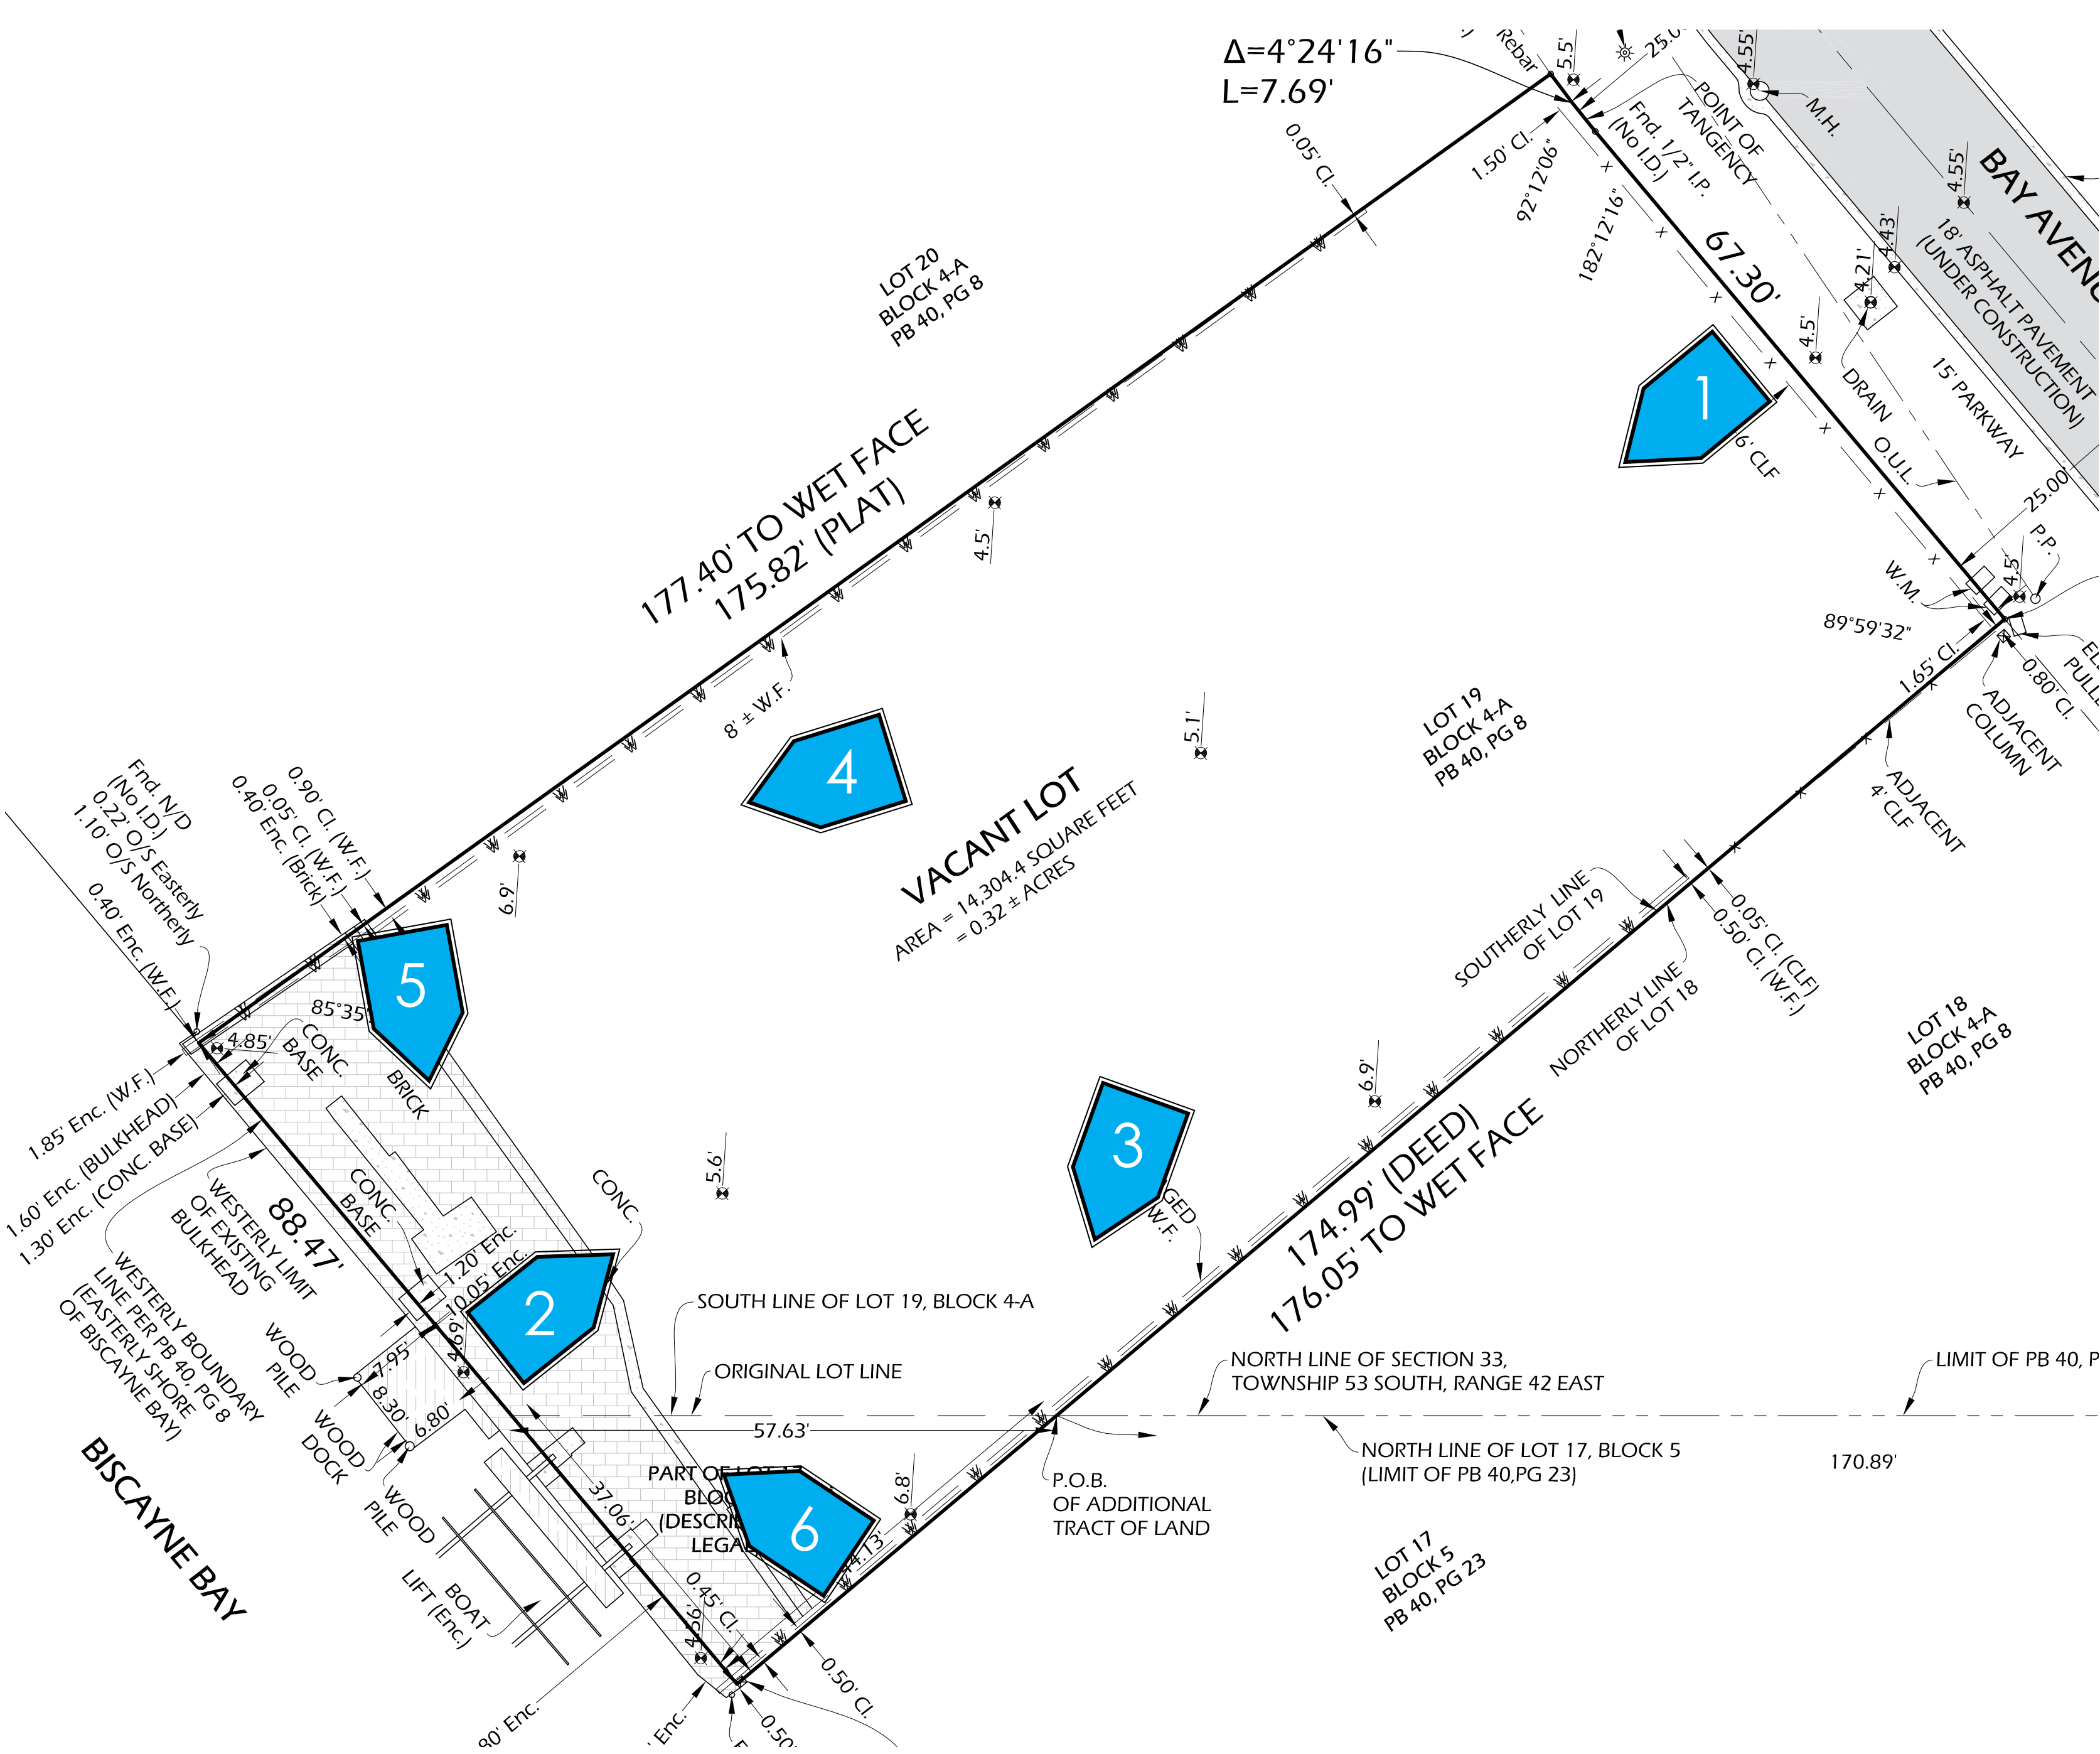 Δ=4°24'16"
L=7.69'
Rebar
5.5'
4.55'
POINT OF
TANGENCY
M.H.
Fnd. 1/2" I.P.
(No I.D.)
1.50' Cl.
0.05' Cl.
92°12'06"
182°12'16"
67.30'
4.55'
BAY AVENU
18' ASPHALT PAVEMENT
(UNDER CONSTRUCTION)
4.43'
4.21'
4.5'
DRAIN
15' PARKWAY
O.U.L.
25.00'
P.P.
LOT 20
BLOCK 4-A
PB 40, PG 8
1
6' CLF
177.40' TO WET FACE
175.82' (PLAT)
4.5'
W.M.
4.5'
89°59'32"
1.65' Cl.
0.80' Cl.
ADJACENT
COLUMN
8' ± W.F.
4
5.1'
LOT 19
BLOCK 4-A
PB 40, PG 8
ADJACENT
4' CLF
VACANT LOT
AREA = 14,304.4 SQUARE FEET
= 0.32 ± ACRES
Fnd. N/D
(No I.D.)
0.22' O/S Easterly
1.10' O/S Northerly
0.90' Cl. (W.F.)
0.05' Cl. (W.F.)
0.40' Enc. (Brick)
0.40' Enc. (W.F.)
6.9'
5
SOUTHERLY LINE
OF LOT 19
0.05' Cl. (CLF)
0.50' Cl. (W.F.)
NORTHERLY LINE
OF LOT 18
LOT 18
BLOCK 4-A
PB 40, PG 8
85°35'
4.85'
CONC.
BASE
BRICK
1.85' Enc. (W.F.)
1.60' Enc. (BULKHEAD)
1.30' Enc. (CONC. BASE)
WESTERLY LIMIT
OF EXISTING
BULKHEAD
88.47'
CONC.
BASE
CONC.
5.6'
3
6.9'
GED
W.F.
174.99' (DEED)
176.05' TO WET FACE
WESTERLY BOUNDARY
LINE PER PB 40, PG 8
(EASTERLY SHORE
OF BISCAYNE BAY)
1.20' Enc.
10.05' Enc.
2
4.69'
WOOD
PILE
7.95'
8.30'
6.80'
WOOD
DOCK
WOOD
PILE
SOUTH LINE OF LOT 19, BLOCK 4-A
ORIGINAL LOT LINE
57.63'
NORTH LINE OF SECTION 33,
TOWNSHIP 53 SOUTH, RANGE 42 EAST
LIMIT OF PB 40, P
NORTH LINE OF LOT 17, BLOCK 5
(LIMIT OF PB 40,PG 23)
170.89'
BISCAYNE BAY
37.06'
PART OF LOT
BLOC
(DESCRI
LEGA
6
6.8'
4.13'
P.O.B.
OF ADDITIONAL
TRACT OF LAND
LOT 17
BLOCK 5
PB 40, PG 23
BOAT
LIFT (Enc.)
0.45' Cl.
4.56'
0.50' Cl.
80' Enc.
' Enc.
0.50'